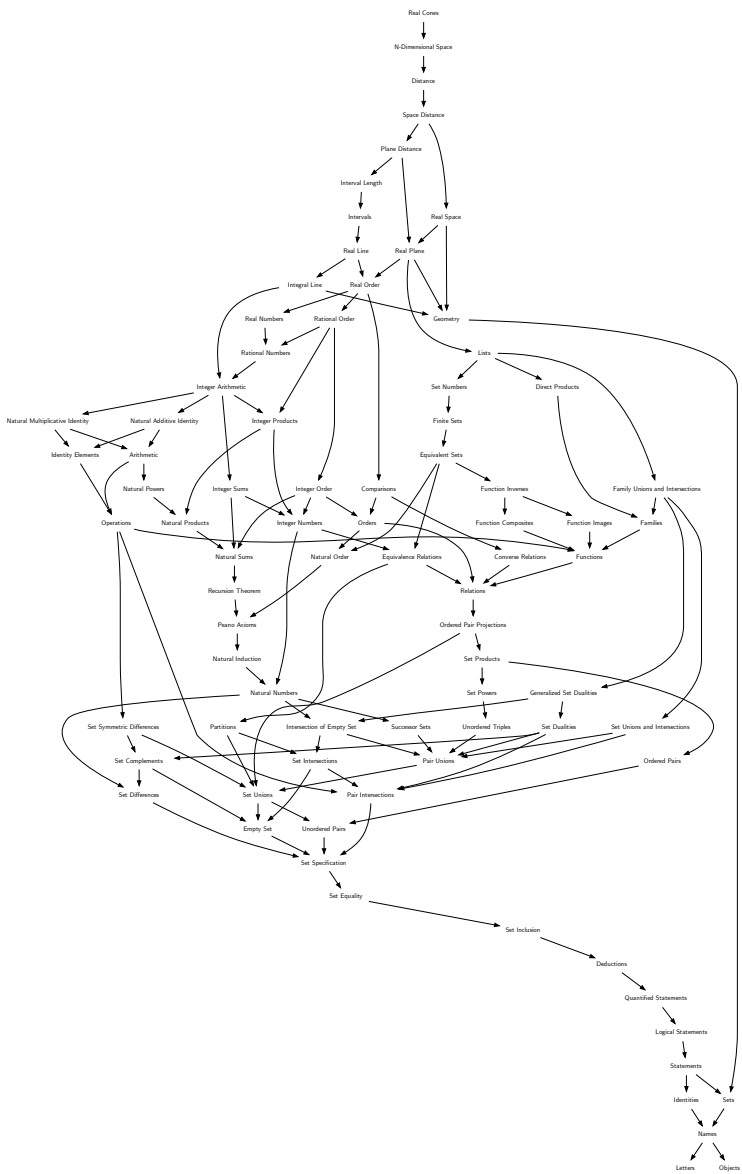 Real Cones
N-Dimensional Space
Distance
Space Distance
Plane Distance
Interval Length
Intervals Real Space
Real Line Real Plane
Integral Line Real Order
Real Numbers Rational Order Geometry
Rational Numbers Lists
Integer Arithmetic Set Numbers Direct Products
Natural Multiplicative Identity Natural Additive Identity Integer Products Finite Sets
Identity Elements Arithmetic Equivalent Sets
Natural Powers Integer Sums Integer Order Comparisons Function Inverses Family Unions and Intersections
Operations Natural Products Integer Numbers Orders Function Composites Function Images Families
Natural Sums Natural Order Equivalence Relations Converse Relations Functions
Recursion Theorem Relations
Peano Axioms Ordered Pair Projections
Natural Induction Set Products
Natural Numbers Set Powers Generalized Set Dualities
Set Symmetric Differences Partitions Intersection of Empty Set Successor Sets Unordered Triples Set Dualities Set Unions and Intersections
Set Complements Set Intersections Pair Unions Ordered Pairs
Set Differences Set Unions Pair Intersections
Empty Set Unordered Pairs
Set Specification
Set Equality
Set Inclusion
Deductions
Quantified Statements
Logical Statements
Statements
Identities Sets
Names
Letters Objects